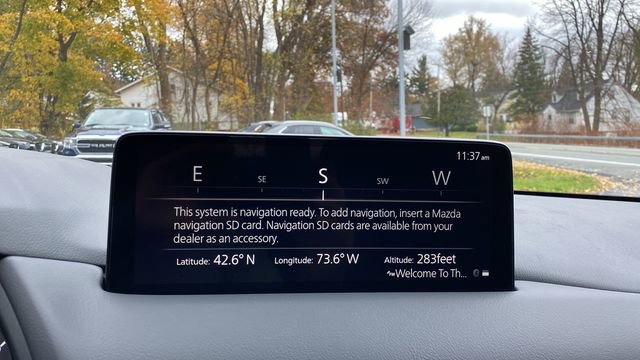 11:37am
E SE S SW W
This system is navigation ready. To add navigation, insert a Mazda
navigation SD card. Navigation SD cards are available from your
dealer as an accessory.
Latitude: 42.6° N Longitude: 73.6° W Altitude: 283feet
Welcome To Th...